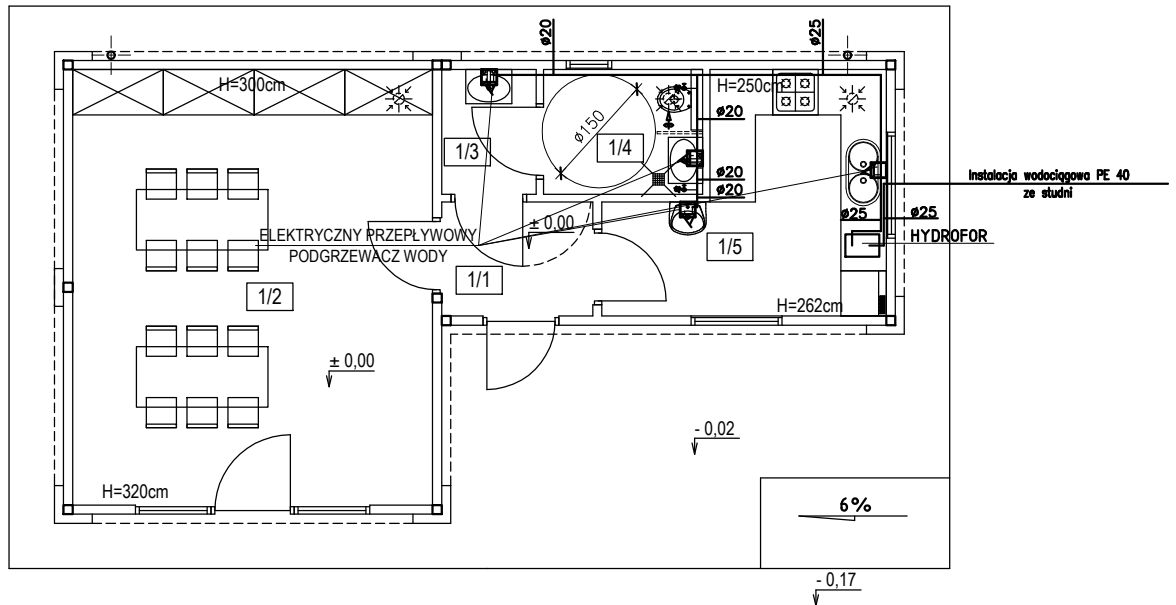 ø20
ø25
H=300cm
H=250cm
ø150
ø20
1/3
1/4
ø20
ø20
Instalacja wodociągowa PE 40
ze studni
ø25
ø25
± 0,00
ELEKTRYCZNY PRZEPŁYWOWY
PODGRZEWACZ WODY
HYDROFOR
1/5
1/1
1/2
H=262cm
± 0,00
- 0,02
H=320cm
6%
- 0,17